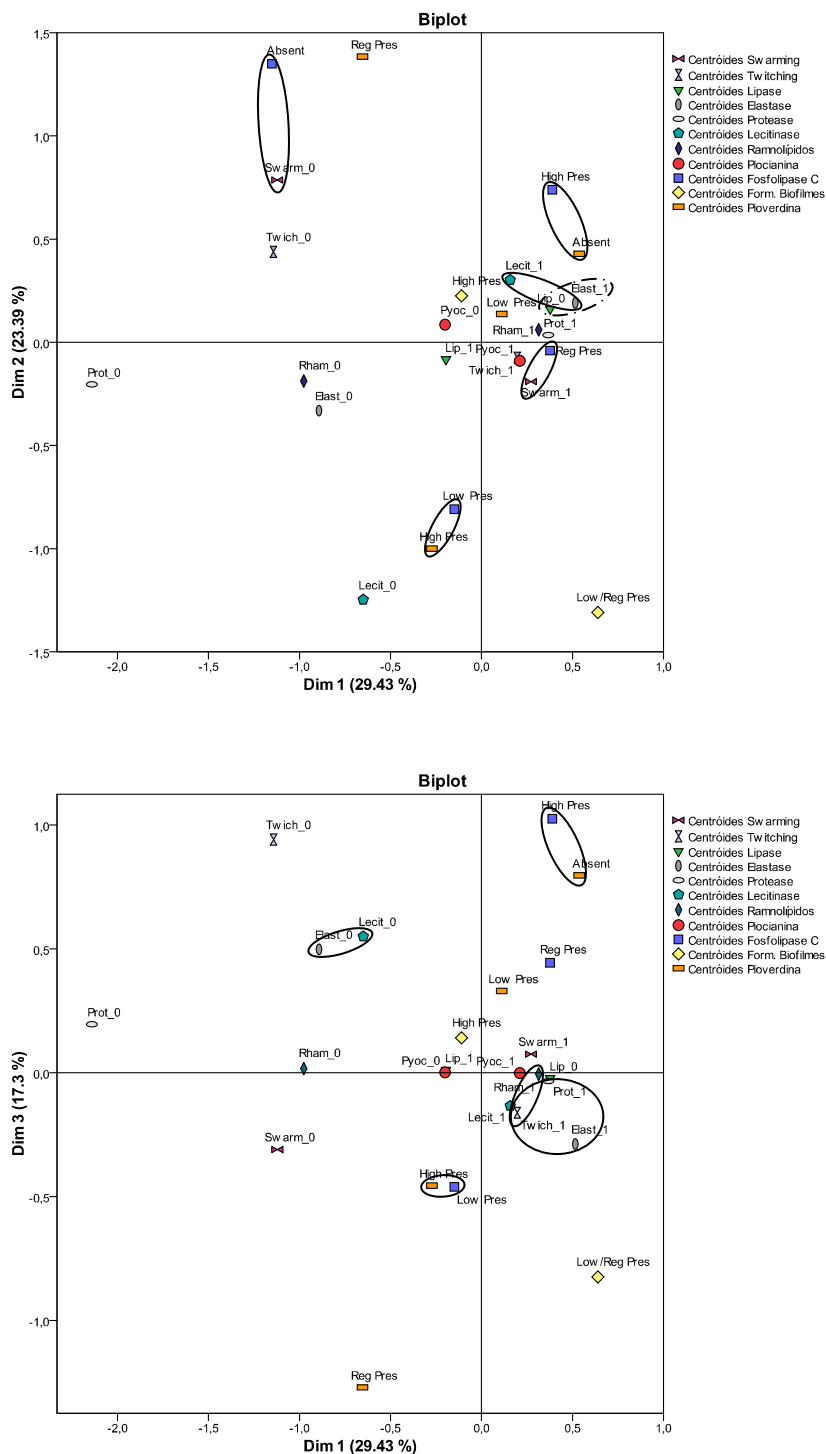 Biplot
1,5
1,0
0,5
0,0
-0,5
-1,0
-1,5
Dim 2 (23.39 %)
Absent
Reg Pres
Swarm_0
Twich_0
High Pres
Absent
Lecit_1
Elast_1
High Pres
Low Pres
Lip_0
Pyoc_0
Rham_1
Prot_1
Lip_1
Pyoc_1
Reg Pres
Twich_1
Swarm_1
Prot_0
Rham_0
Elast_0
Low Pres
High Pres
Lecit_0
Low/Reg Pres
-2,0
-1,5
-1,0
-0,5
0,0
0,5
1,0
Dim 1 (29.43 %)
Centróides Swarming
Centróides Twitching
Centróides Lipase
Centróides Elastase
Centróides Protease
Centróides Lecitinase
Centróides Ramnolípidos
Centróides Piocianina
Centróides Fosfolipase C
Centróides Form. Biofilmes
Centróides Pioverdina
Biplot
1,0
0,5
0,0
-0,5
-1,0
Dim 3 (17.3 %)
Twich_0
High Pres
Absent
Lecit_0
Elast_0
Reg Pres
Low Pres
Prot_0
High Pres
Swarm_1
Rham_0
Pyoc_0
Lip_1
Pyoc_1
Lip_0
Rham_1
Prot_1
Lecit_1
Twich_1
Elast_1
Swarm_0
High Pres
Low Pres
Low/Reg Pres
Reg Pres
-2,0
-1,5
-1,0
-0,5
0,0
0,5
1,0
Dim 1 (29.43 %)
Centróides Swarming
Centróides Twitching
Centróides Lipase
Centróides Elastase
Centróides Protease
Centróides Lecitinase
Centróides Ramnolípidos
Centróides Piocianina
Centróides Fosfolipase C
Centróides Form. Biofilmes
Centróides Pioverdina